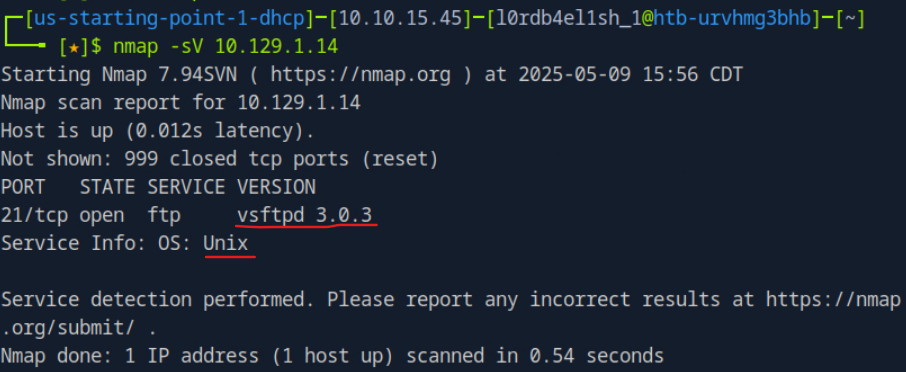 ┌─[us-starting-point-1-dhcp]─[10.10.15.45]─[l0rdb4el1sh_1@htb-urvhmg3bhb]─[~]
└──╼ [★]$ nmap -sV 10.129.1.14
Starting Nmap 7.94SVN ( https://nmap.org ) at 2025-05-09 15:56 CDT
Nmap scan report for 10.129.1.14
Host is up (0.012s latency).
Not shown: 999 closed tcp ports (reset)
PORT   STATE SERVICE VERSION
21/tcp open  ftp     vsftpd 3.0.3
Service Info: OS: Unix

Service detection performed. Please report any incorrect results at https://nmap
.org/submit/ .
Nmap done: 1 IP address (1 host up) scanned in 0.54 seconds